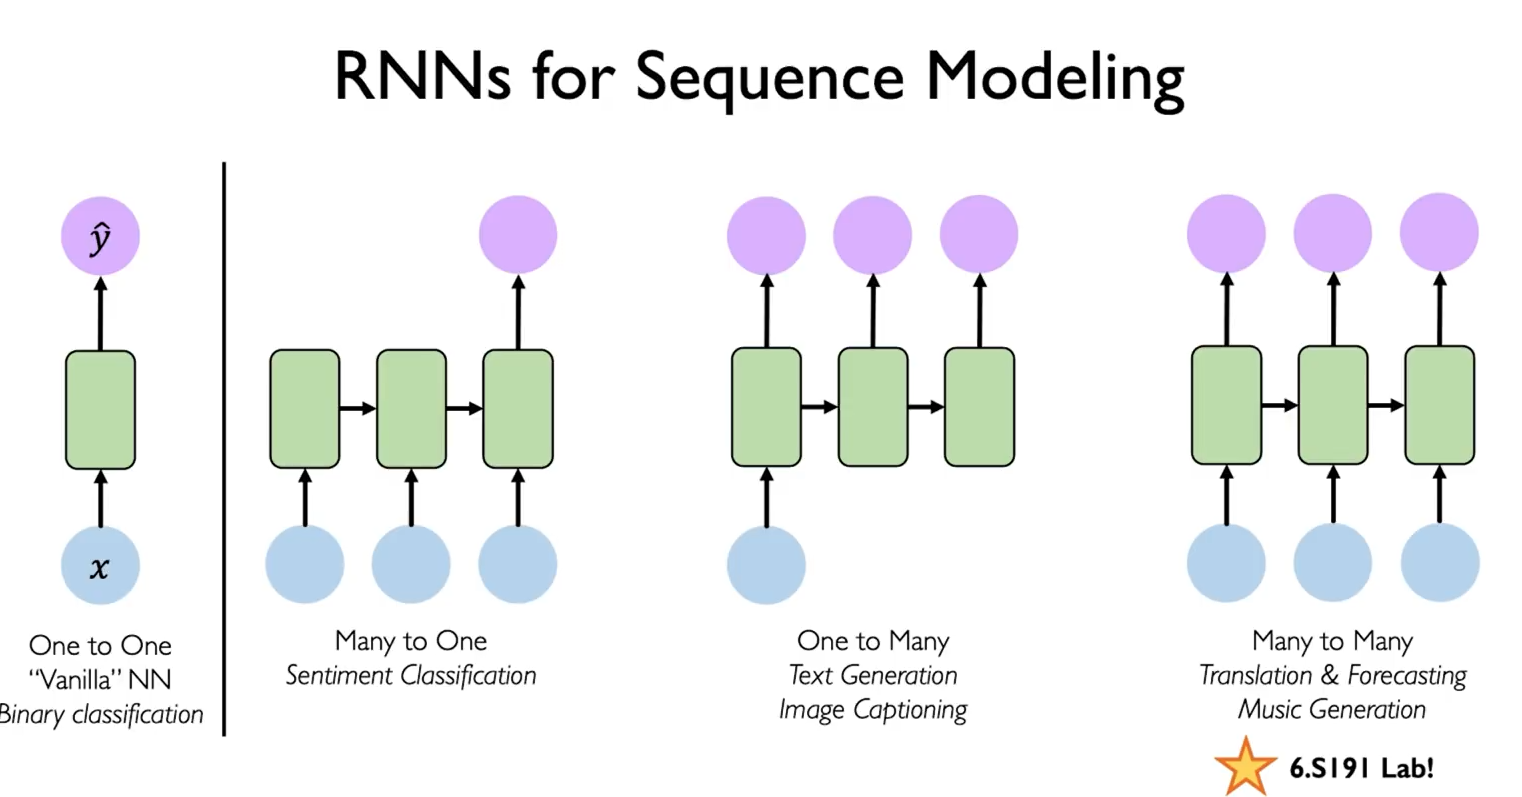 RNNs for Sequence Modeling
ŷ
x
One to One
“Vanilla” NN
Binary classification
Many to One
Sentiment Classification
One to Many
Text Generation
Image Captioning
Many to Many
Translation & Forecasting
Music Generation
6.S191 Lab!